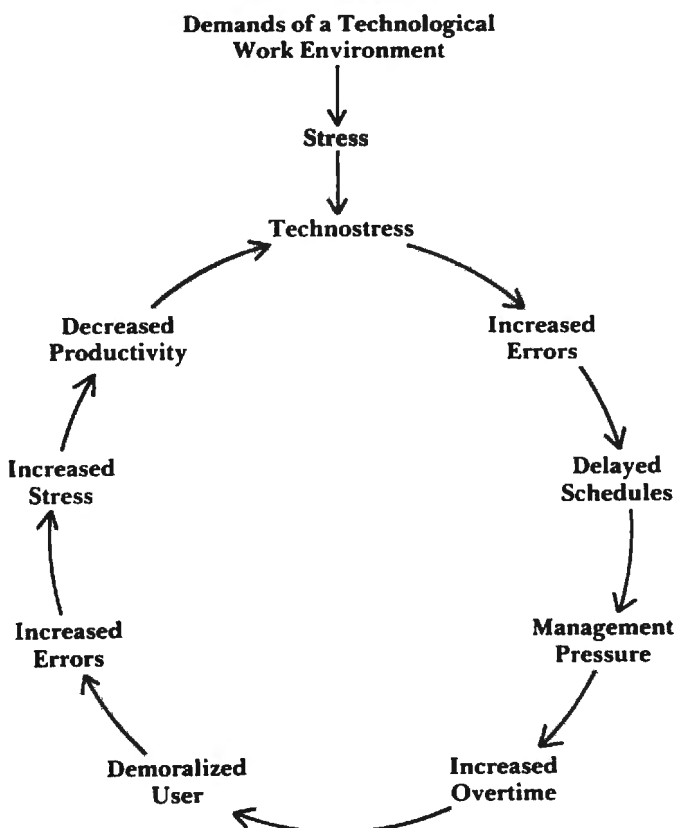 Demands of a Technological
Work Environment
Stress
Technostress
Increased
Errors
Delayed
Schedules
Management
Pressure
Increased
Overtime
Demoralized
User
Increased
Errors
Increased
Stress
Decreased
Productivity